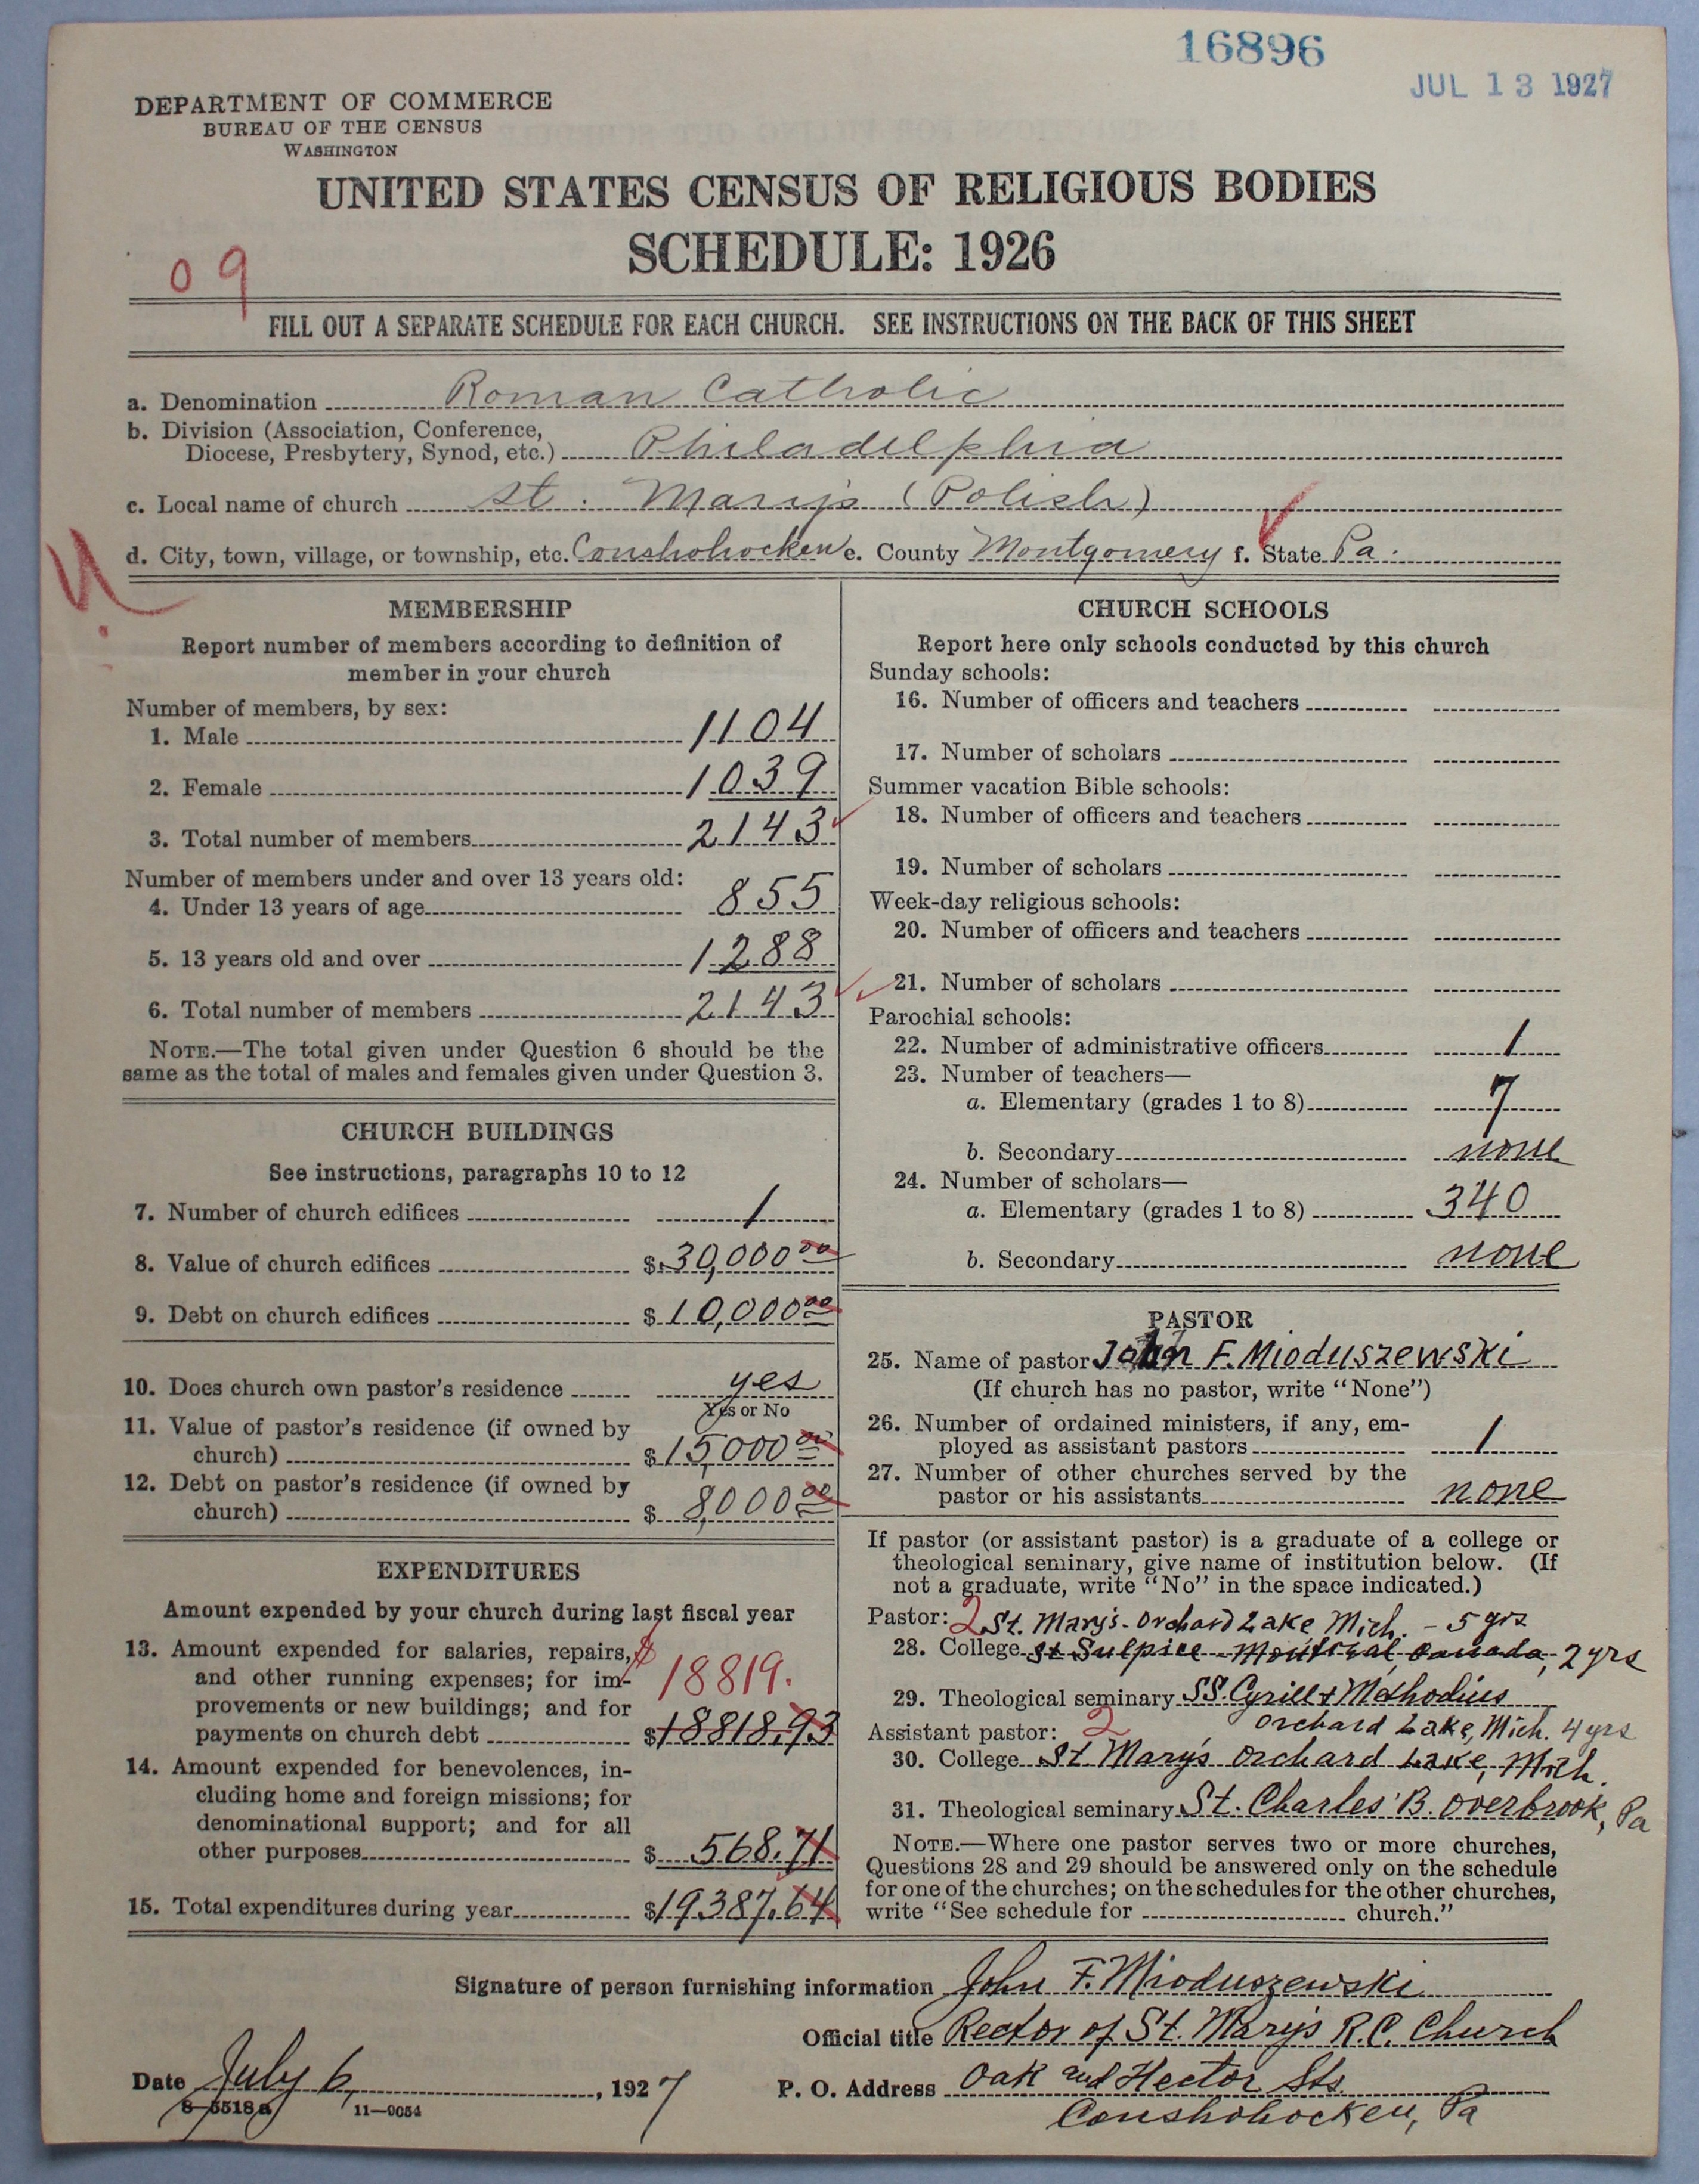 16896
JUL 13 1927
DEPARTMENT OF COMMERCE
BUREAU OF THE CENSUS
WASHINGTON
UNITED STATES CENSUS OF RELIGIOUS BODIES
SCHEDULE: 1926
09
FILL OUT A SEPARATE SCHEDULE FOR EACH CHURCH. SEE INSTRUCTIONS ON THE BACK OF THIS SHEET
a. Denomination Roman Catholic
b. Division (Association, Conference,
Diocese, Presbytery, Synod, etc.) Philadelphia
c. Local name of church St. Mary's (Polish)
d. City, town, village, or township, etc. Conshohocken e. County Montgomery f. State Pa.
MEMBERSHIP
Report number of members according to definition of
member in your church
Number of members, by sex:
1. Male 1104
2. Female 1039
3. Total number of members 2143
Number of members under and over 13 years old:
4. Under 13 years of age 855
5. 13 years old and over 1288
6. Total number of members 2143
NOTE.—The total given under Question 6 should be the
same as the total of males and females given under Question 3.
CHURCH BUILDINGS
See instructions, paragraphs 10 to 12
7. Number of church edifices 1
8. Value of church edifices $ 30,000 00
9. Debt on church edifices $ 10,000 00
10. Does church own pastor's residence yes
Yes or No
11. Value of pastor's residence (if owned by
church) $ 15,000 00
12. Debt on pastor's residence (if owned by
church) $ 8,000 00
EXPENDITURES
Amount expended by your church during last fiscal year
13. Amount expended for salaries, repairs,
and other running expenses; for im-
provements or new buildings; and for
payments on church debt $ 18818.93
$ 18819.
14. Amount expended for benevolences, in-
cluding home and foreign missions; for
denominational support; and for all
other purposes $ 568.71
15. Total expenditures during year $ 19387.64
CHURCH SCHOOLS
Report here only schools conducted by this church
Sunday schools:
16. Number of officers and teachers
17. Number of scholars
Summer vacation Bible schools:
18. Number of officers and teachers
19. Number of scholars
Week-day religious schools:
20. Number of officers and teachers
21. Number of scholars
Parochial schools:
22. Number of administrative officers 1
23. Number of teachers—
a. Elementary (grades 1 to 8) 7
b. Secondary none
24. Number of scholars—
a. Elementary (grades 1 to 8) 340
b. Secondary none
PASTOR
25. Name of pastor John F. Mioduszewski
(If church has no pastor, write "None")
26. Number of ordained ministers, if any, em-
ployed as assistant pastors 1
27. Number of other churches served by the
pastor or his assistants none
If pastor (or assistant pastor) is a graduate of a college or
theological seminary, give name of institution below. (If
not a graduate, write "No" in the space indicated.)
Pastor: 2 St. Mary's - Orchard Lake, Mich. - 5 yrs
28. College St Sulpice - Montreal, Canada, 2 yrs
29. Theological seminary SS. Cyrill & Methodius
Orchard Lake, Mich. 4 yrs
Assistant pastor: 2
30. College St. Mary's Orchard Lake, Mich.
31. Theological seminary St. Charles' B. Overbrook, Pa
NOTE.—Where one pastor serves two or more churches,
Questions 28 and 29 should be answered only on the schedule
for one of the churches; on the schedules for the other churches,
write "See schedule for church."
Signature of person furnishing information John F. Mioduszewski
Official title Rector of St. Mary's R.C. Church
Date July 6, 1927
P. O. Address Oak and Hector Sts.
Conshohocken, Pa
8-5518a 11—9054